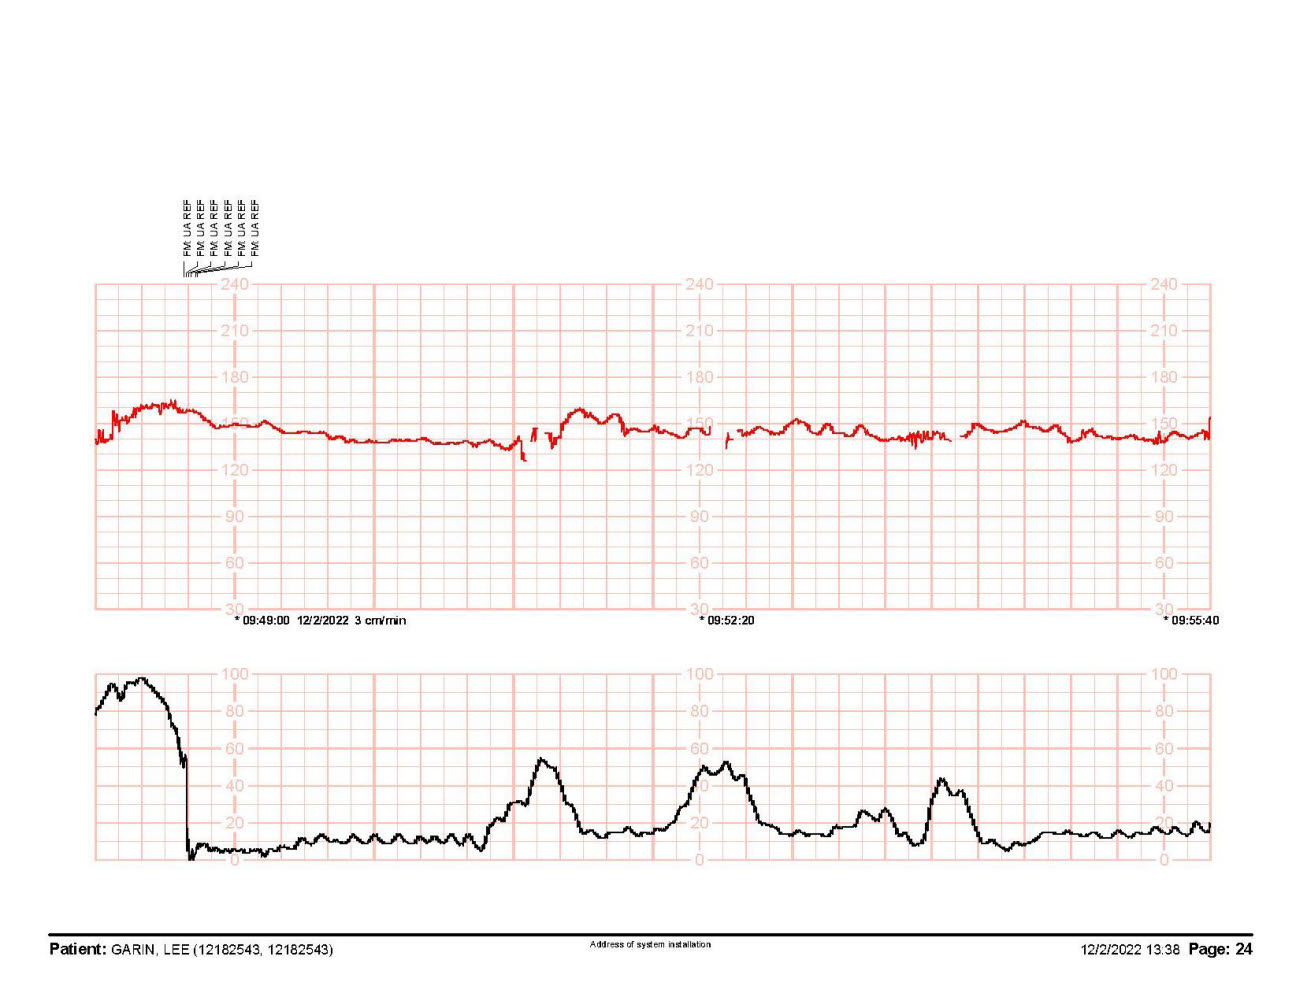 FM: UA REF
FM: UA REF
FM: UA REF
FM: UA REF
FM: UA REF
FM: UA REF
240 240 240
210 210 210
180 180 180
150 150 150
120 120 120
90 90 90
60 60 60
30 30 30
* 09:49:00 12/2/2022 3 cm/min * 09:52:20 * 09:55:40
100 100 100
80 80 80
60 60 60
40 40 40
20 20 20
0 0 0
Patient: GARIN, LEE (12182543, 12182543) Address of system installation 12/2/2022 13:38 Page: 24